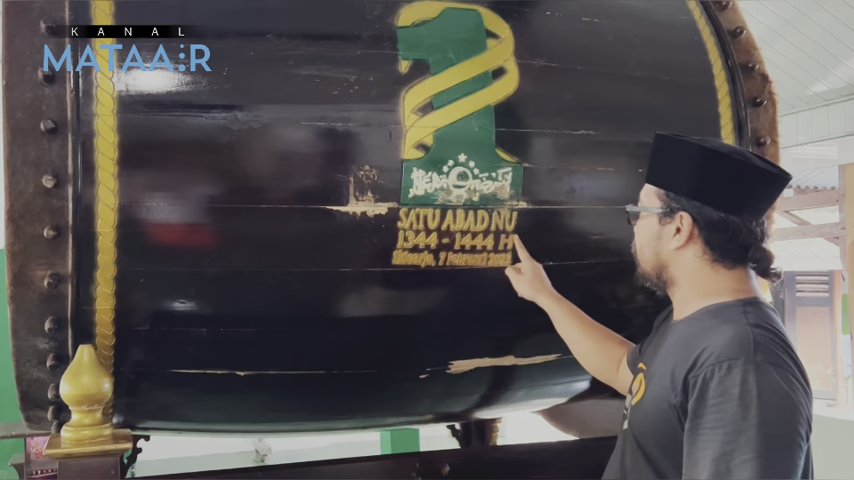 KANAL
MATAAIR
SATU ABAD NU
1344 - 1444 H
Sidoarjo, 7 Februari 2023